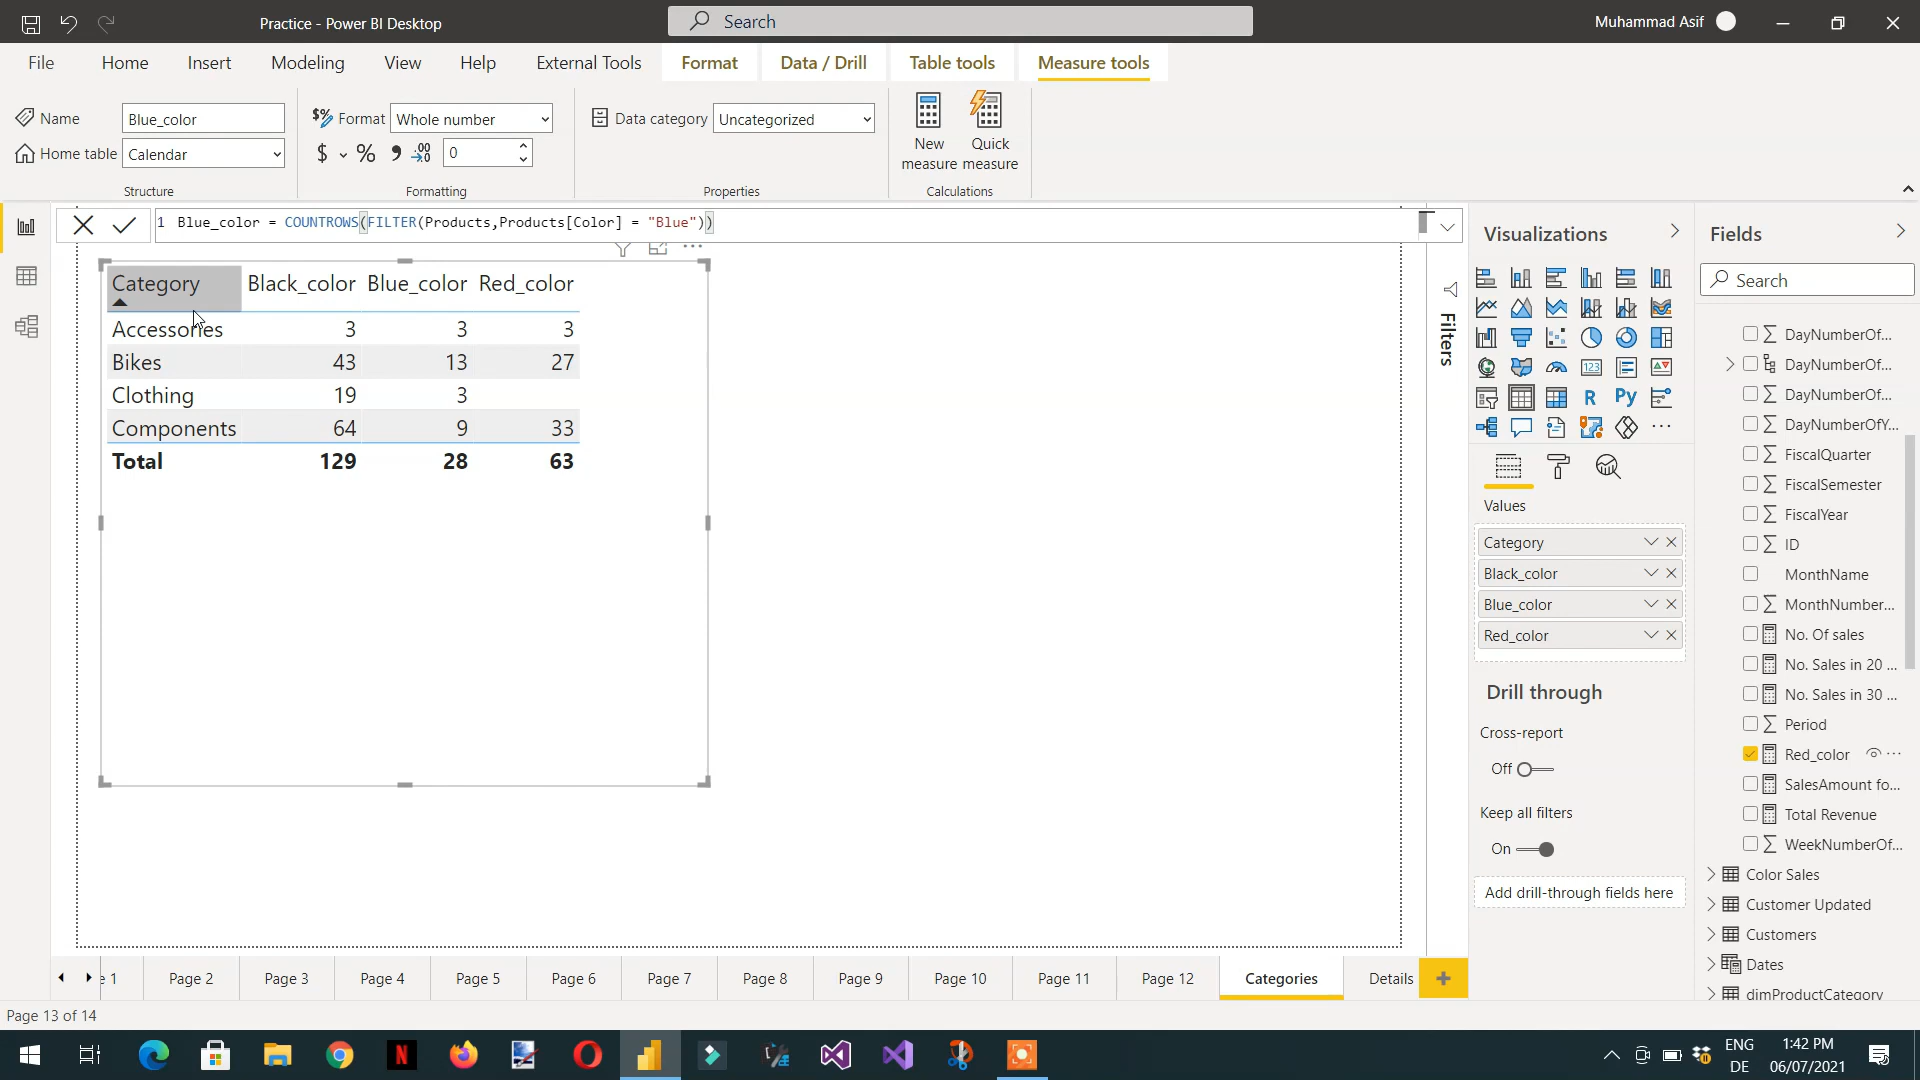 Practice - Power BI Desktop
Search
Muhammad Asif
File Home Insert Modeling View Help External Tools Format Data / Drill Table tools Measure tools
Name Blue_color
Home table Calendar
Structure
Format Whole number
$ % 9 .00 0
Formatting
Data category Uncategorized
Properties
New measure
Quick measure
Calculations
1 Blue_color = COUNTROWS(FILTER(Products,Products[Color] = "Blue"))
Category Black_color Blue_color Red_color
Accessories 3 3 3
Bikes 43 13 27
Clothing 19 3
Components 64 9 33
Total 129 28 63
Filters
Visualizations
123
R Py
Values
Category
Black_color
Blue_color
Red_color
Drill through
Cross-report
Off
Keep all filters
On
Add drill-through fields here
Fields
Search
DayNumberOf...
DayNumberOf...
DayNumberOf...
DayNumberOfY...
FiscalQuarter
FiscalSemester
FiscalYear
ID
MonthName
MonthNumber...
No. Of sales
No. Sales in 20 ...
No. Sales in 30 ...
Period
Red_color
SalesAmount fo...
Total Revenue
WeekNumberOf...
Color Sales
Customer Updated
Customers
Dates
dimProductCategory
e 1 Page 2 Page 3 Page 4 Page 5 Page 6 Page 7 Page 8 Page 9 Page 10 Page 11 Page 12 Categories Details
Page 13 of 14
ENG
DE
1:42 PM
06/07/2021